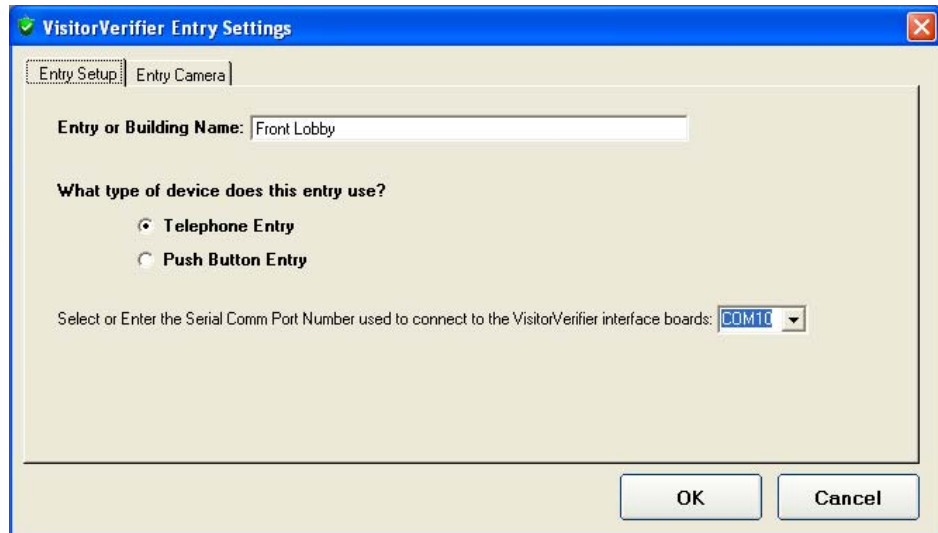 VisitorVerifier Entry Settings
Entry Setup Entry Camera
Entry or Building Name: Front Lobby
What type of device does this entry use?
Telephone Entry
Push Button Entry
Select or Enter the Serial Comm Port Number used to connect to the VisitorVerifier interface boards: COM10
OK Cancel